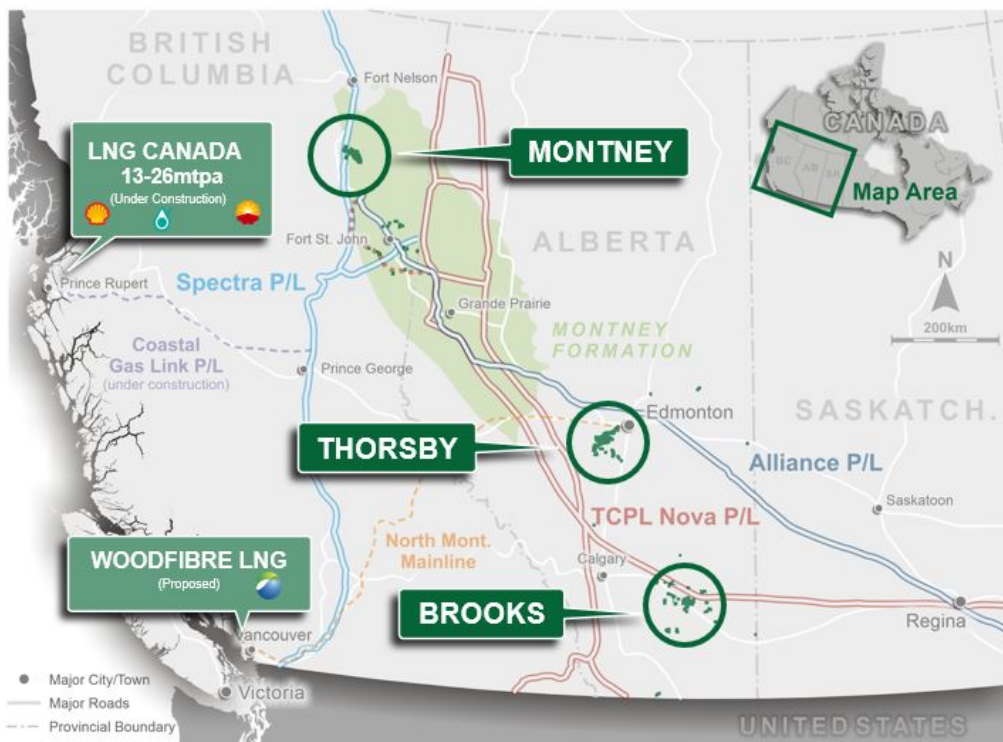 BRITISH
COLUMBIA
Fort Nelson
CANADA
BC
AB
SK
Map Area
LNG CANADA
13-26mtpa
(Under Construction)
MONTNEY
Fort St. John
ALBERTA
Prince Rupert
Spectra P/L
N
200km
Grande Prairie
Coastal
Gas Link P/L
(under construction)
MONTNEY
FORMATION
Prince George
Edmonton
SASKATCH.
THORSBY
Alliance P/L
Saskatoon
TCPL Nova P/L
North Mont.
Mainline
Calgary
WOODFIBRE LNG
(Proposed)
BROOKS
Regina
Vancouver
Victoria
Major City/Town
Major Roads
Provincial Boundary
UNITED STATES